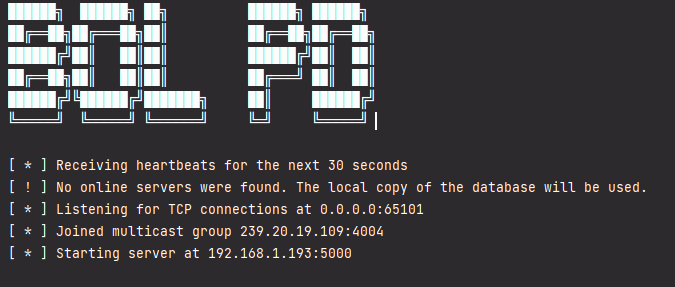 BOL PD
[ * ] Receiving heartbeats for the next 30 seconds
[ ! ] No online servers were found. The local copy of the database will be used.
[ * ] Listening for TCP connections at 0.0.0.0:65101
[ * ] Joined multicast group 239.20.19.109:4004
[ * ] Starting server at 192.168.1.193:5000